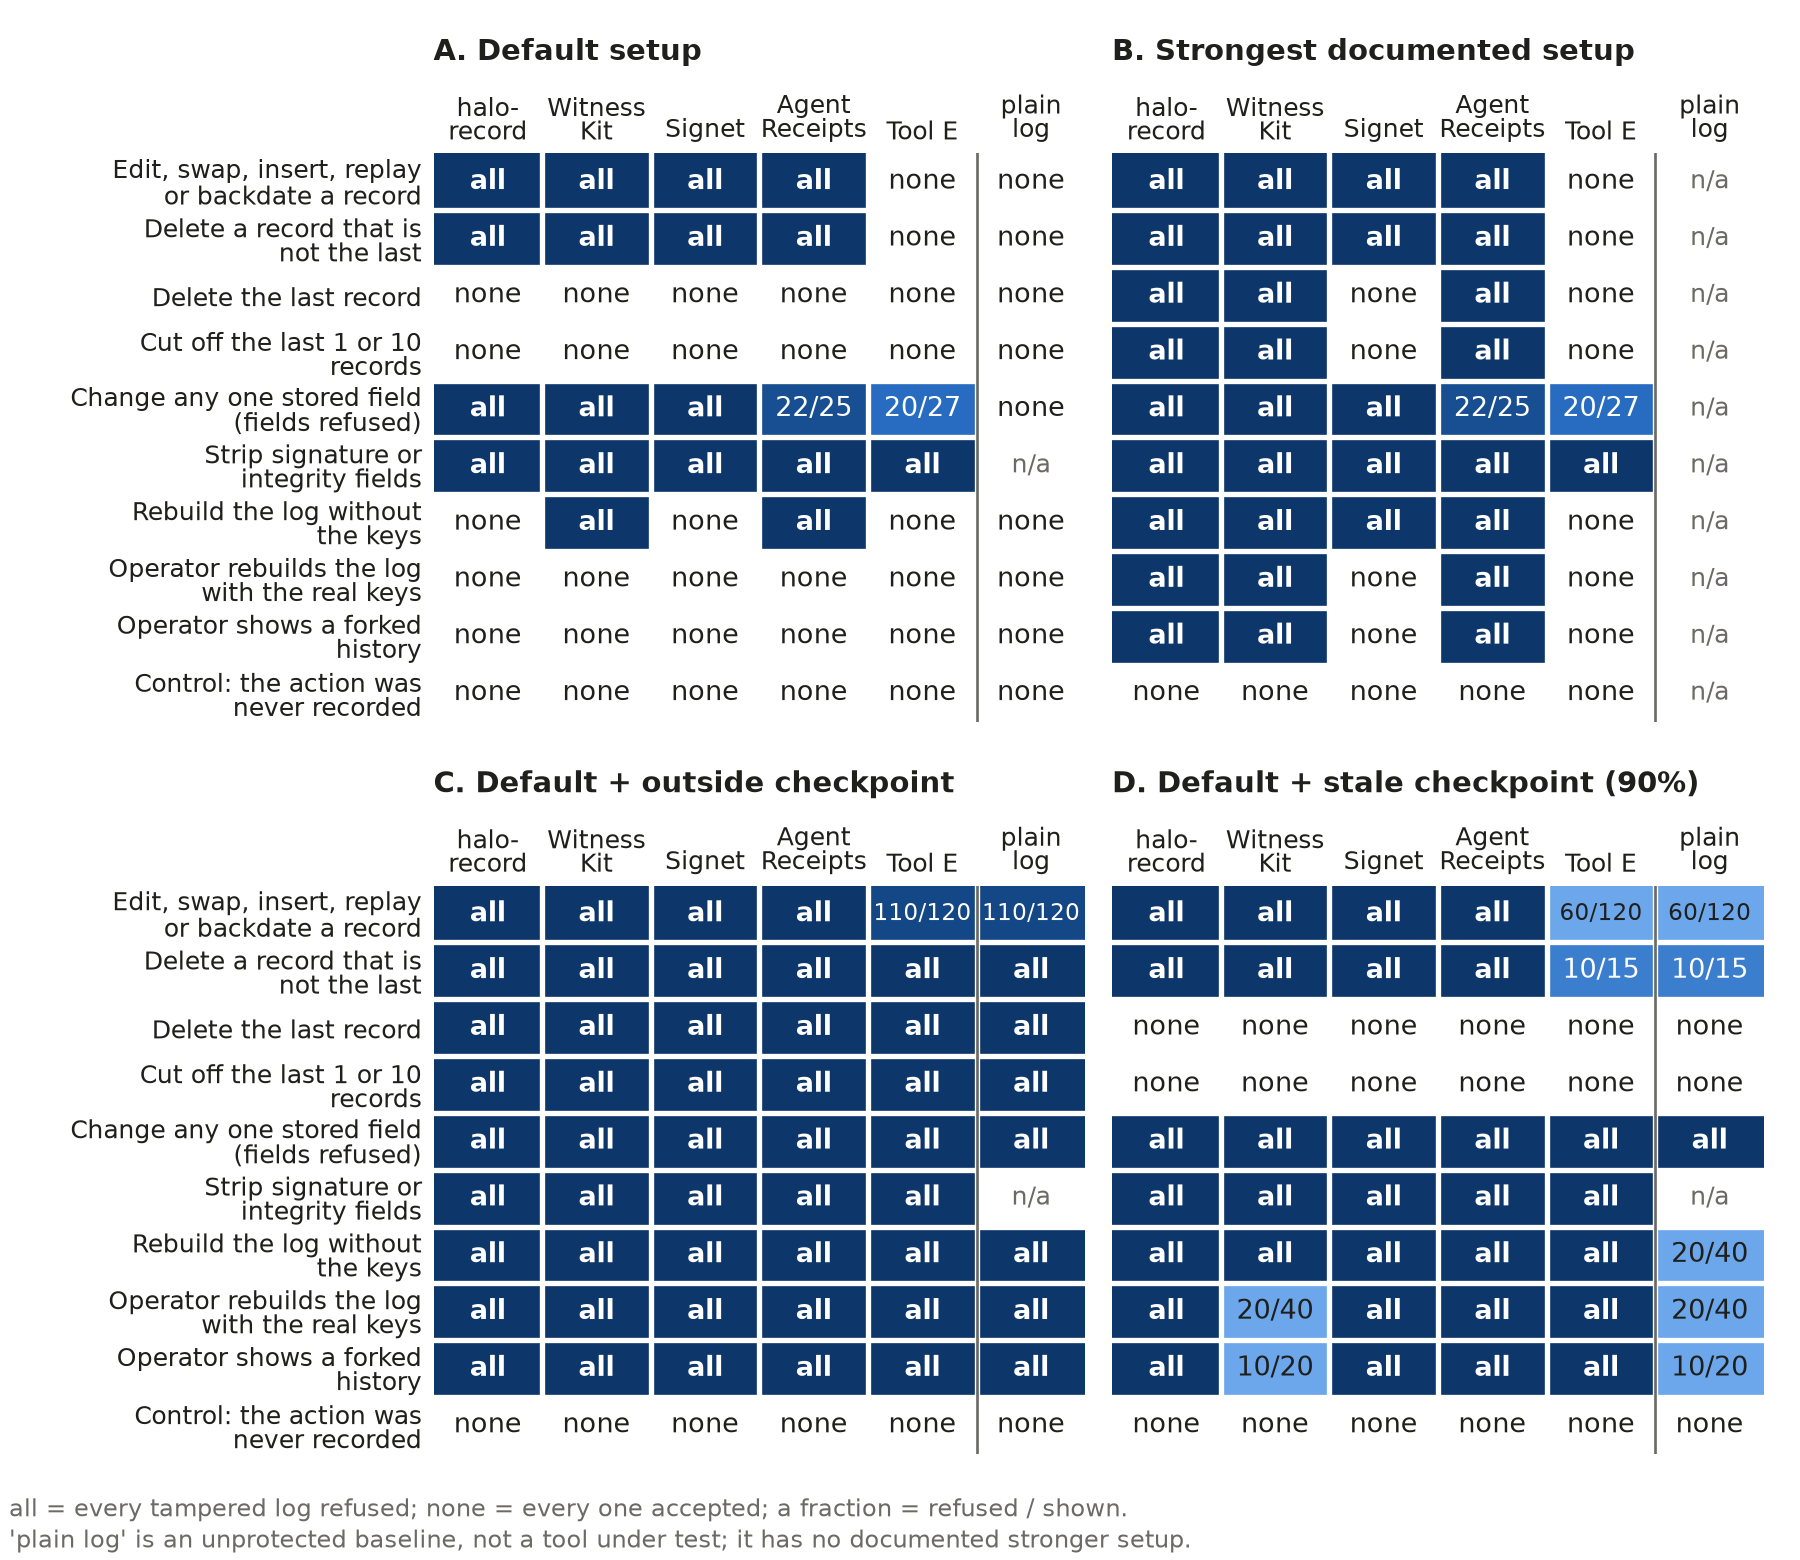 A. Default setup
halo-
record
Witness
Kit
Signet
Agent
Receipts
Tool E
plain
log
Edit, swap, insert, replay
or backdate a record
all all all all none none
Delete a record that is
not the last
all all all all none none
Delete the last record
none none none none none none
Cut off the last 1 or 10
records
none none none none none none
Change any one stored field
(fields refused)
all all all 22/25 20/27 none
Strip signature or
integrity fields
all all all all all n/a
Rebuild the log without
the keys
none all none all none none
Operator rebuilds the log
with the real keys
none none none none none none
Operator shows a forked
history
none none none none none none
Control: the action was
never recorded
none none none none none none
B. Strongest documented setup
halo-
record
Witness
Kit
Signet
Agent
Receipts
Tool E
plain
log
all all all all none n/a
all all all all none n/a
all all none all none n/a
all all none all none n/a
all all all 22/25 20/27 n/a
all all all all all n/a
all all all all none n/a
all all none all none n/a
all all none all none n/a
none none none none none n/a
C. Default + outside checkpoint
halo-
record
Witness
Kit
Signet
Agent
Receipts
Tool E
plain
log
Edit, swap, insert, replay
or backdate a record
all all all all 110/120 110/120
Delete a record that is
not the last
all all all all all all
Delete the last record
all all all all all all
Cut off the last 1 or 10
records
all all all all all all
Change any one stored field
(fields refused)
all all all all all all
Strip signature or
integrity fields
all all all all all n/a
Rebuild the log without
the keys
all all all all all all
Operator rebuilds the log
with the real keys
all all all all all all
Operator shows a forked
history
all all all all all all
Control: the action was
never recorded
none none none none none none
D. Default + stale checkpoint (90%)
halo-
record
Witness
Kit
Signet
Agent
Receipts
Tool E
plain
log
all all all all 60/120 60/120
all all all all 10/15 10/15
none none none none none none
none none none none none none
all all all all all all
all all all all all n/a
all all all all all 20/40
all 20/40 all all all 20/40
all 10/20 all all all 10/20
none none none none none none
all = every tampered log refused; none = every one accepted; a fraction = refused / shown.
'plain log' is an unprotected baseline, not a tool under test; it has no documented stronger setup.